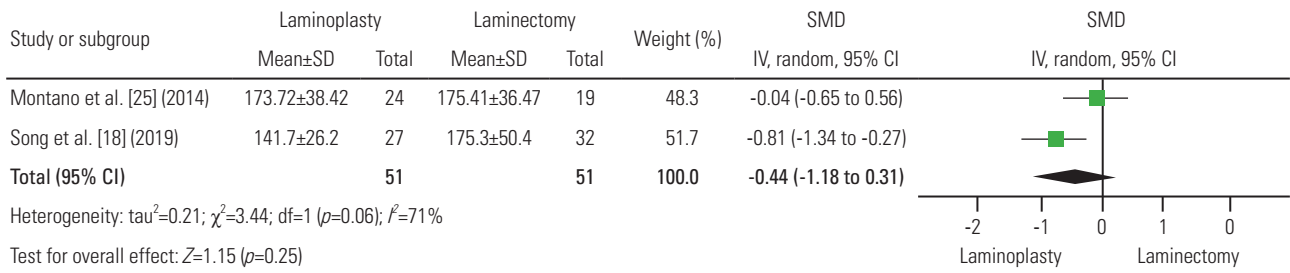 Laminoplasty Laminectomy SMD SMD
Study or subgroup Weight (%)
Mean±SD Total Mean±SD Total IV, random, 95% CI IV, random, 95% CI
Montano et al. [25] (2014) 173.72±38.42 24 175.41±36.47 19 48.3 -0.04 (-0.65 to 0.56)
Song et al. [18] (2019) 141.7±26.2 27 175.3±50.4 32 51.7 -0.81 (-1.34 to -0.27)
Total (95% CI) 51 51 100.0 -0.44 (-1.18 to 0.31)
Heterogeneity: tau²=0.21; χ²=3.44; df=1 (p=0.06); I²=71%
-2 -1 0 1 0
Test for overall effect: Z=1.15 (p=0.25) Laminoplasty Laminectomy